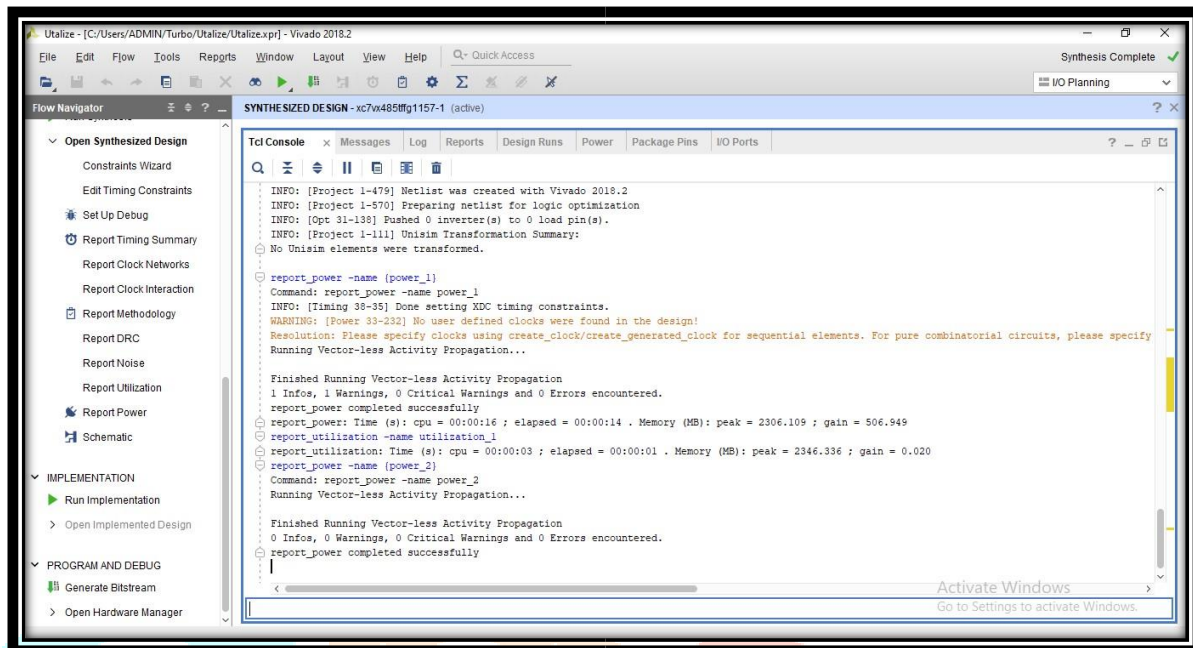 Utalize - [C:/Users/ADMIN/Turbo/Utalize/Utalize.xpr] - Vivado 2018.2
File Edit Flow Tools Reports Window Layout View Help Quick Access
Synthesis Complete
I/O Planning
Flow Navigator
SYNTHESIZED DESIGN - xc7vx485tffg1157-1 (active)
Open Synthesized Design
Constraints Wizard
Edit Timing Constraints
Set Up Debug
Report Timing Summary
Report Clock Networks
Report Clock Interaction
Report Methodology
Report DRC
Report Noise
Report Utilization
Report Power
Schematic
IMPLEMENTATION
Run Implementation
Open Implemented Design
PROGRAM AND DEBUG
Generate Bitstream
Open Hardware Manager
Tcl Console Messages Log Reports Design Runs Power Package Pins I/O Ports
INFO: [Project 1-479] Netlist was created with Vivado 2018.2
INFO: [Project 1-570] Preparing netlist for logic optimization
INFO: [Opt 31-138] Pushed 0 inverter(s) to 0 load pin(s).
INFO: [Project 1-111] Unisim Transformation Summary:
No Unisim elements were transformed.
report_power -name {power_1}
Command: report_power -name power_1
INFO: [Timing 38-35] Done setting XDC timing constraints.
WARNING: [Power 33-232] No user defined clocks were found in the design!
Resolution: Please specify clocks using create_clock/create_generated_clock for sequential elements. For pure combinatorial circuits, please specify
Running Vector-less Activity Propagation...
Finished Running Vector-less Activity Propagation
1 Infos, 1 Warnings, 0 Critical Warnings and 0 Errors encountered.
report_power completed successfully
report_power: Time (s): cpu = 00:00:16 ; elapsed = 00:00:14 . Memory (MB): peak = 2306.109 ; gain = 506.949
report_utilization -name utilization_1
report_utilization: Time (s): cpu = 00:00:03 ; elapsed = 00:00:01 . Memory (MB): peak = 2346.336 ; gain = 0.020
report_power -name {power_2}
Command: report_power -name power_2
Running Vector-less Activity Propagation...
Finished Running Vector-less Activity Propagation
0 Infos, 0 Warnings, 0 Critical Warnings and 0 Errors encountered.
report_power completed successfully
Activate Windows
Go to Settings to activate Windows.